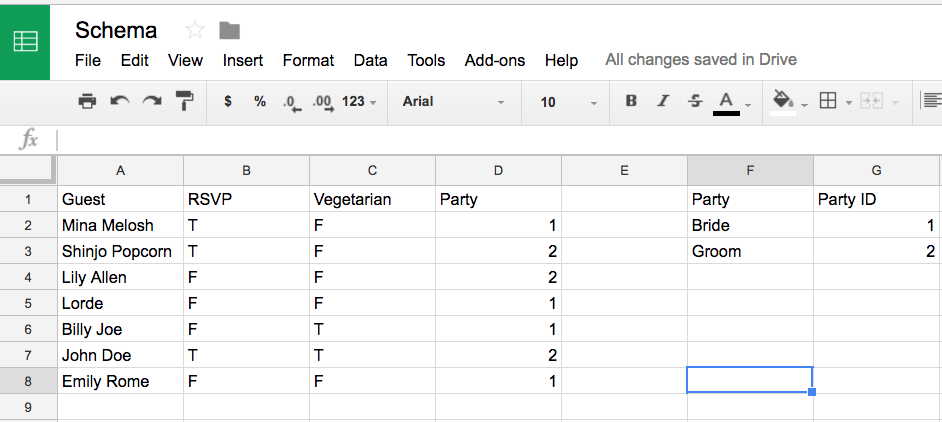 Schema
File Edit View Insert Format Data Tools Add-ons Help All changes saved in Drive
$ % .0 .00 123 Arial 10 B I S A
fx
A B C D E F G
1 Guest RSVP Vegetarian Party Party Party ID
2 Mina Melosh T F 1 Bride 1
3 Shinjo Popcorn T F 2 Groom 2
4 Lily Allen F F 2
5 Lorde F F 1
6 Billy Joe F T 1
7 John Doe T T 2
8 Emily Rome F F 1
9